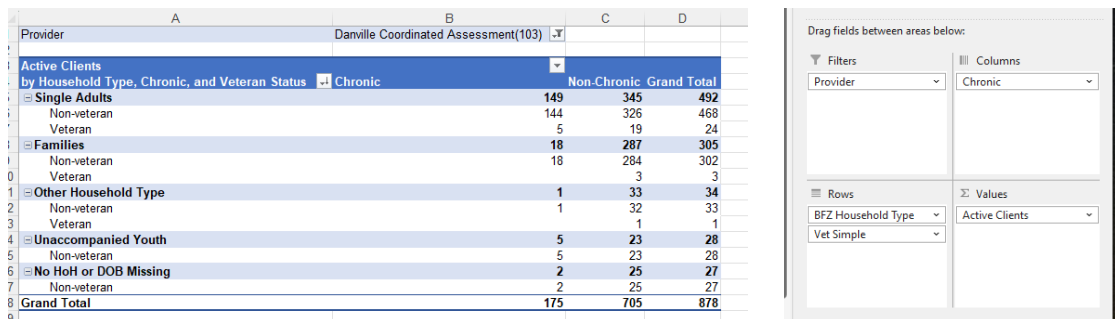 Provider Danville Coordinated Assessment(103)
Active Clients
by Household Type, Chronic, and Veteran Status Chronic Non-Chronic Grand Total
Single Adults 149 345 492
Non-veteran 144 326 468
Veteran 5 19 24
Families 18 287 305
Non-veteran 18 284 302
Veteran 3 3
Other Household Type 1 33 34
Non-veteran 1 32 33
Veteran 1 1
Unaccompanied Youth 5 23 28
Non-veteran 5 23 28
No HoH or DOB Missing 2 25 27
Non-veteran 2 25 27
Grand Total 175 705 878
A B C D
Drag fields between areas below:
Filters
Provider
Columns
Chronic
Rows
BFZ Household Type
Vet Simple
Σ Values
Active Clients